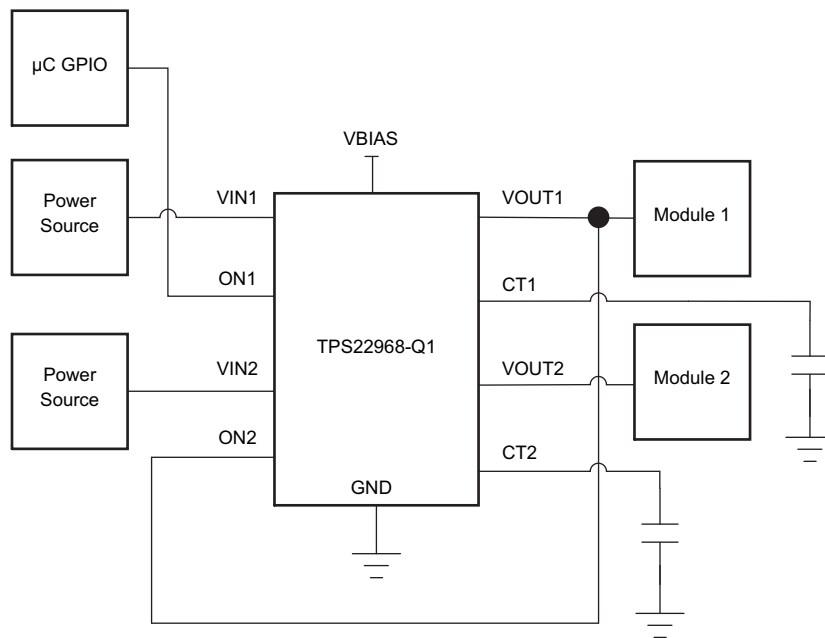 µC GPIO
VBIAS
Power
Source
VIN1
VOUT1
Module 1
ON1
CT1
TPS22968-Q1
Power
Source
VIN2
VOUT2
Module 2
ON2
CT2
GND